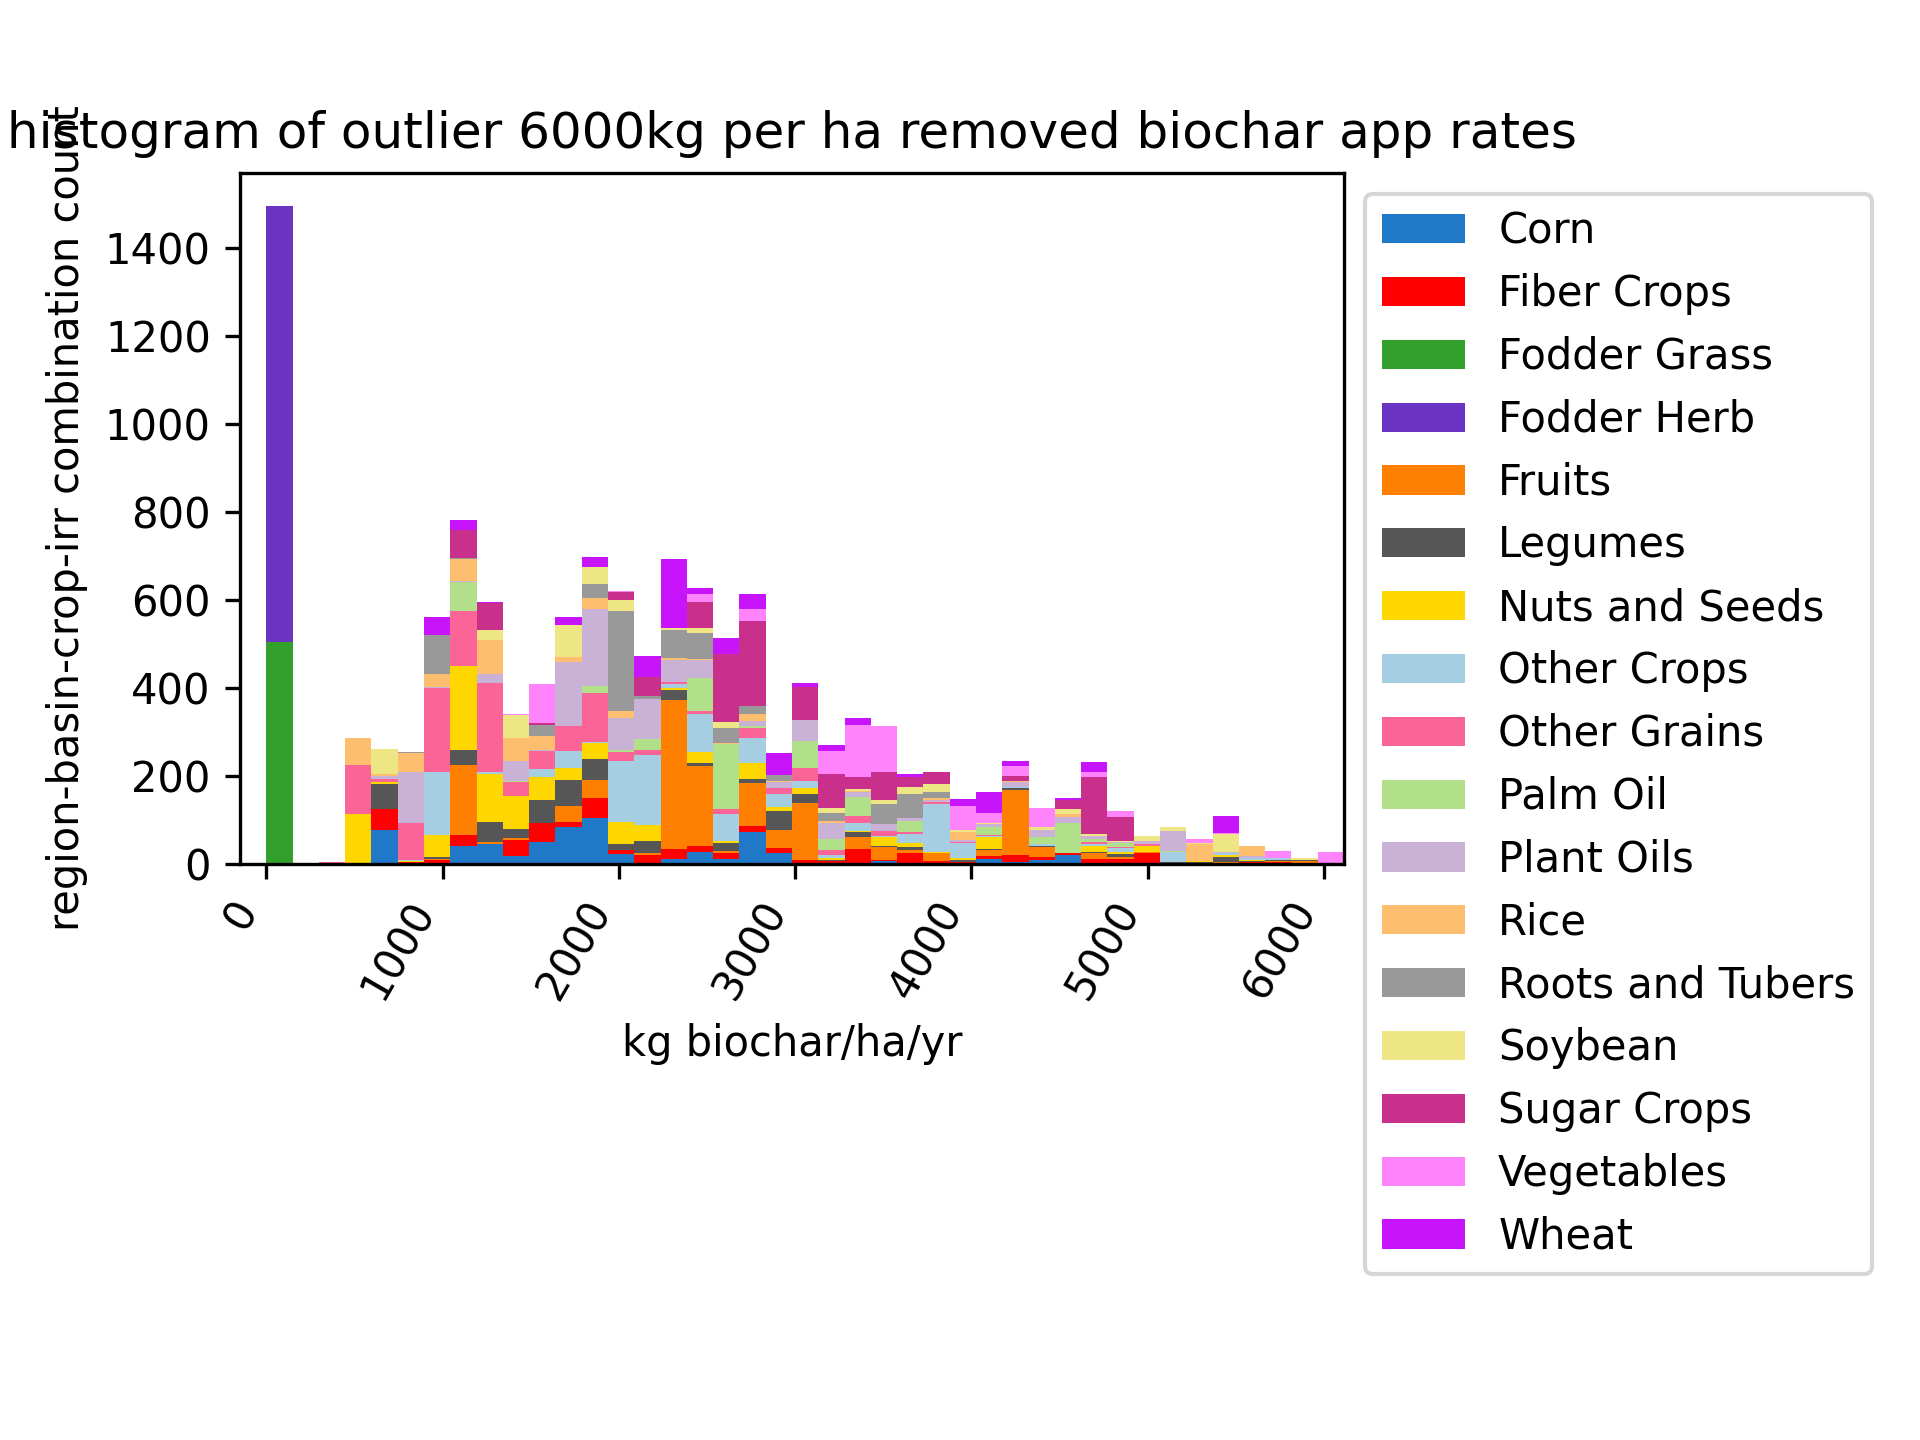 histogram of outlier 6000kg per ha removed biochar app rates
region-basin-crop-irr combination count
1400
1200
1000
800
600
400
200
0
0
1000
2000
3000
4000
5000
6000
kg biochar/ha/yr
Corn
Fiber Crops
Fodder Grass
Fodder Herb
Fruits
Legumes
Nuts and Seeds
Other Crops
Other Grains
Palm Oil
Plant Oils
Rice
Roots and Tubers
Soybean
Sugar Crops
Vegetables
Wheat